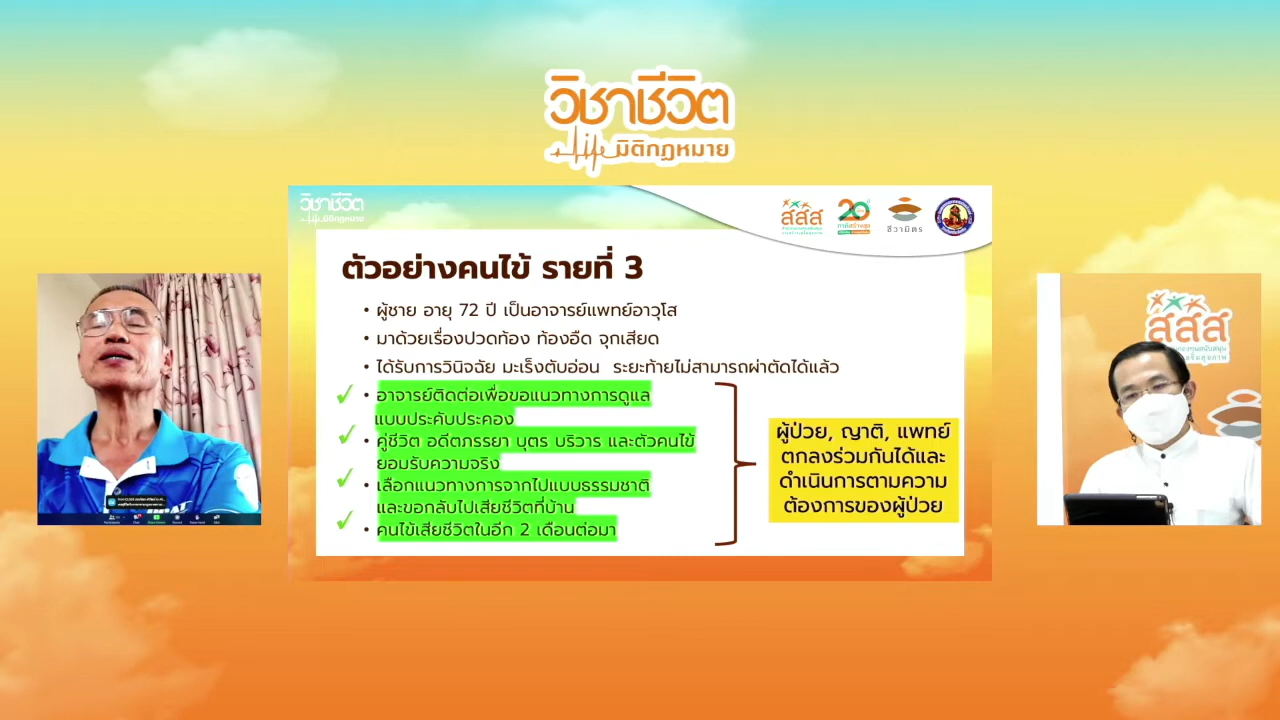 วิชาชีวิต
Life มิติกฎหมาย
วิชาชีวิต
มิติกฎหมาย
สสส
20
ชีวามิตร
ตัวอย่างคนไข้ รายที่ 3
• ผู้ชาย อายุ 72 ปี เป็นอาจารย์แพทย์อาวุโส
• มาด้วยเรื่องปวดท้อง ท้องอืด จุกเสียด
• ได้รับการวินิจฉัย มะเร็งตับอ่อน ระยะท้ายไม่สามารถผ่าตัดได้แล้ว
✓ • อาจารย์ติดต่อเพื่อขอแนวทางการดูแล
แบบประคับประคอง
✓ • คู่ชีวิต อดีตภรรยา บุตร บริวาร และตัวคนไข้
ยอมรับความจริง
✓ • เลือกแนวทางการจากไปแบบธรรมชาติ
และขอกลับไปเสียชีวิตที่บ้าน
✓ • คนไข้เสียชีวิตในอีก 2 เดือนต่อมา
ผู้ป่วย, ญาติ, แพทย์
ตกลงร่วมกันได้และ
ดำเนินการตามความ
ต้องการของผู้ป่วย
สสส